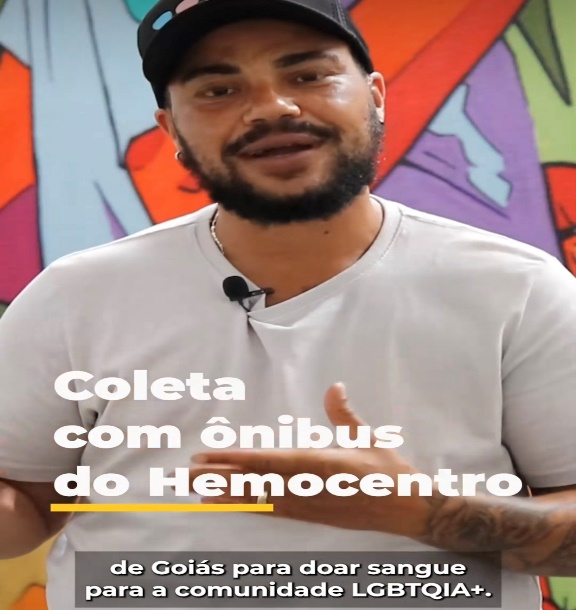 Coleta
com ônibus
do Hemocentro
de Goiás para doar sangue
para a comunidade LGBTQIA+.